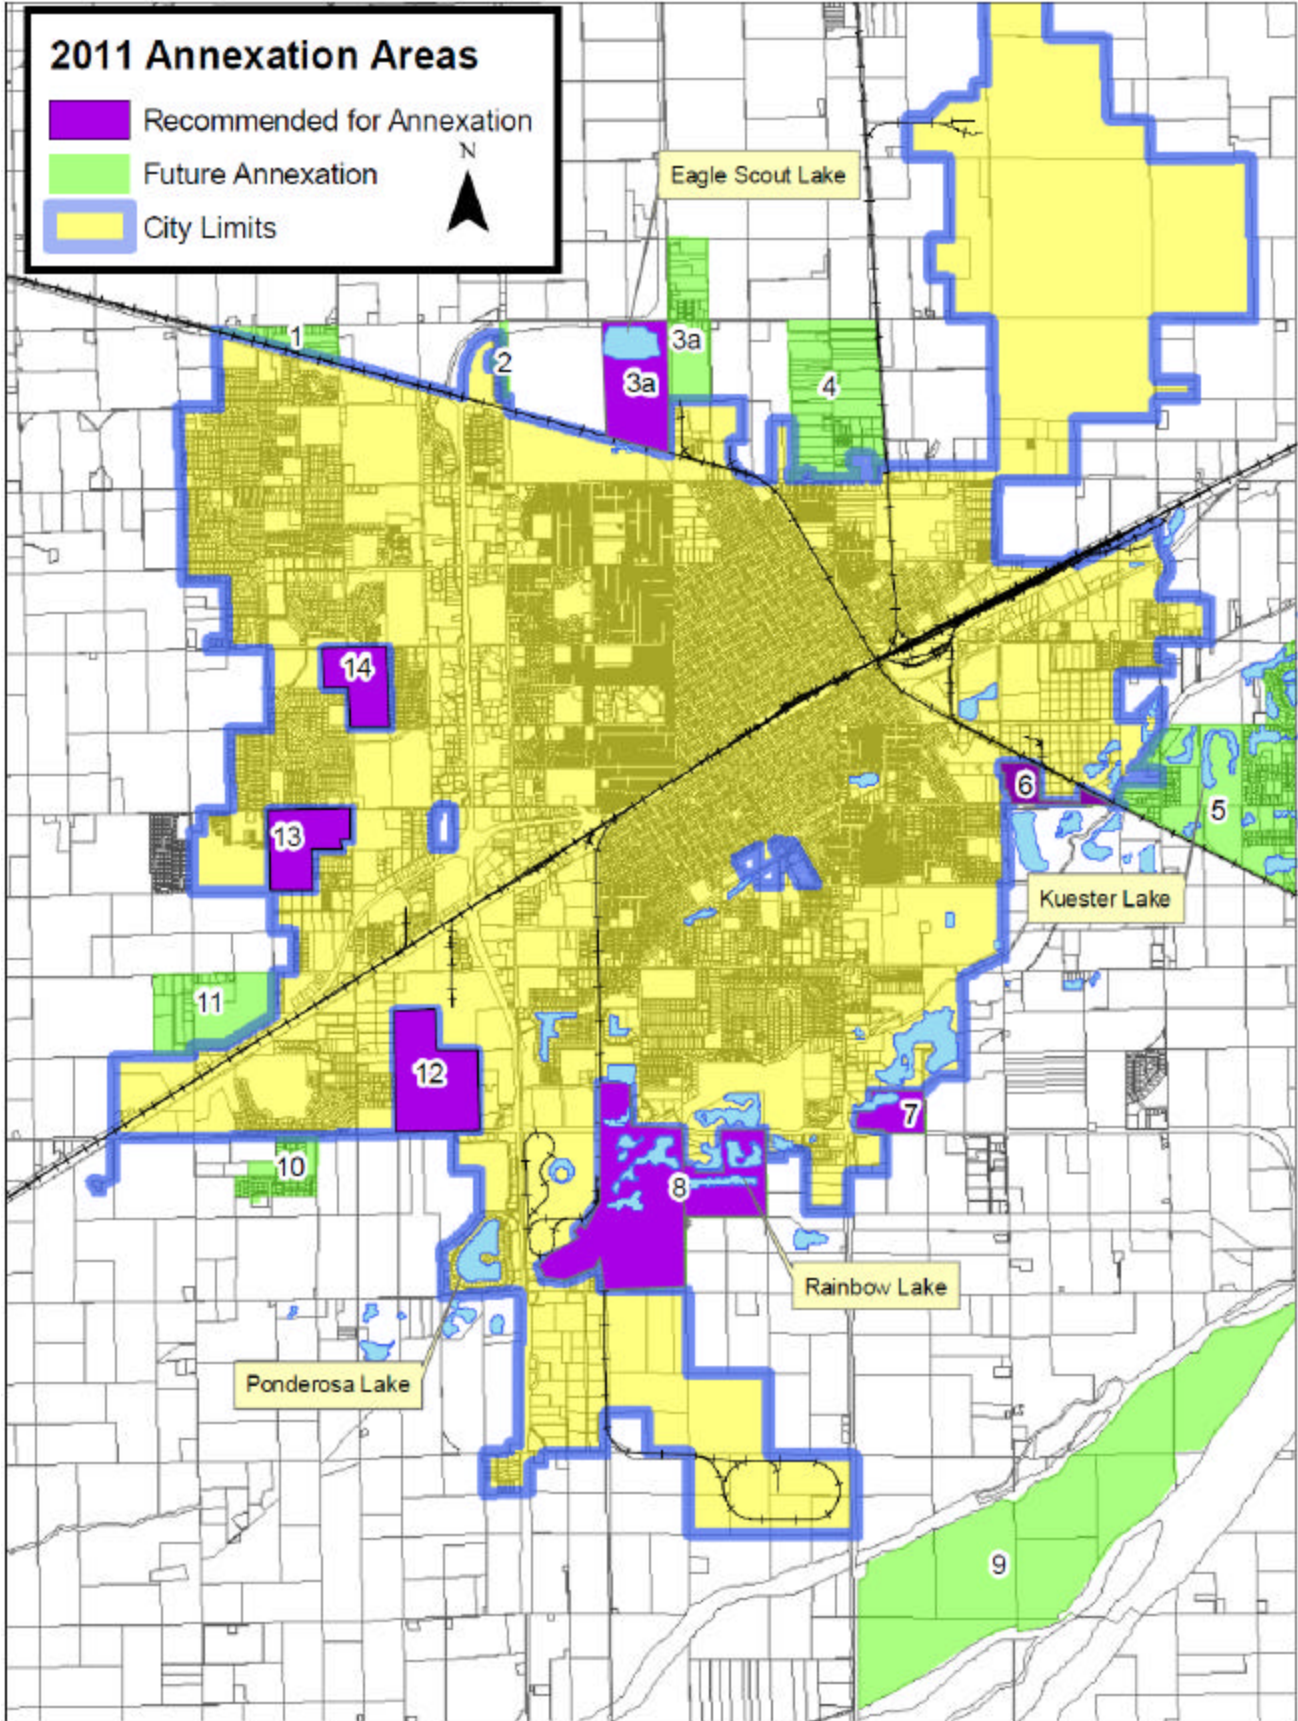 2011 Annexation Areas
Recommended for Annexation
Future Annexation
City Limits
N
Eagle Scout Lake
1
2
3a
3a
4
14
6
5
13
Kuester Lake
11
12
7
10
8
Rainbow Lake
Ponderosa Lake
9